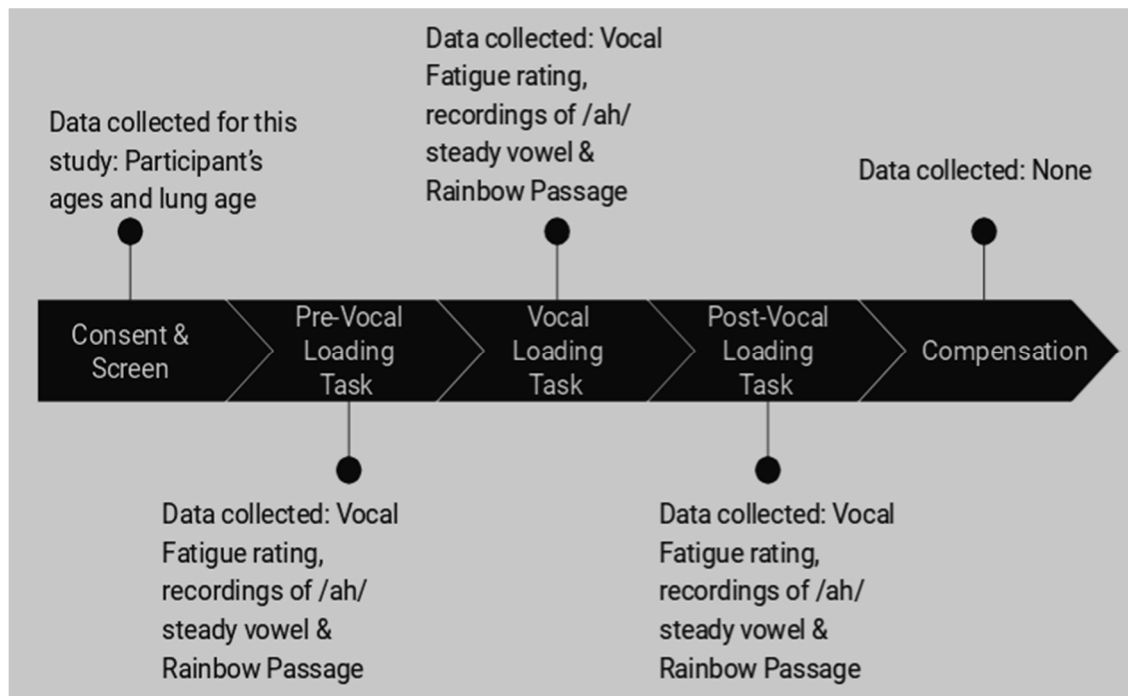 Data collected for this
study: Participant's
ages and lung age
Data collected: Vocal
Fatigue rating,
recordings of /ah/
steady vowel &
Rainbow Passage
Data collected: None
Consent &
Screen
Pre-Vocal
Loading
Task
Vocal
Loading
Task
Post-Vocal
Loading
Task
Compensation
Data collected: Vocal
Fatigue rating,
recordings of /ah/
steady vowel &
Rainbow Passage
Data collected: Vocal
Fatigue rating,
recordings of /ah/
steady vowel &
Rainbow Passage